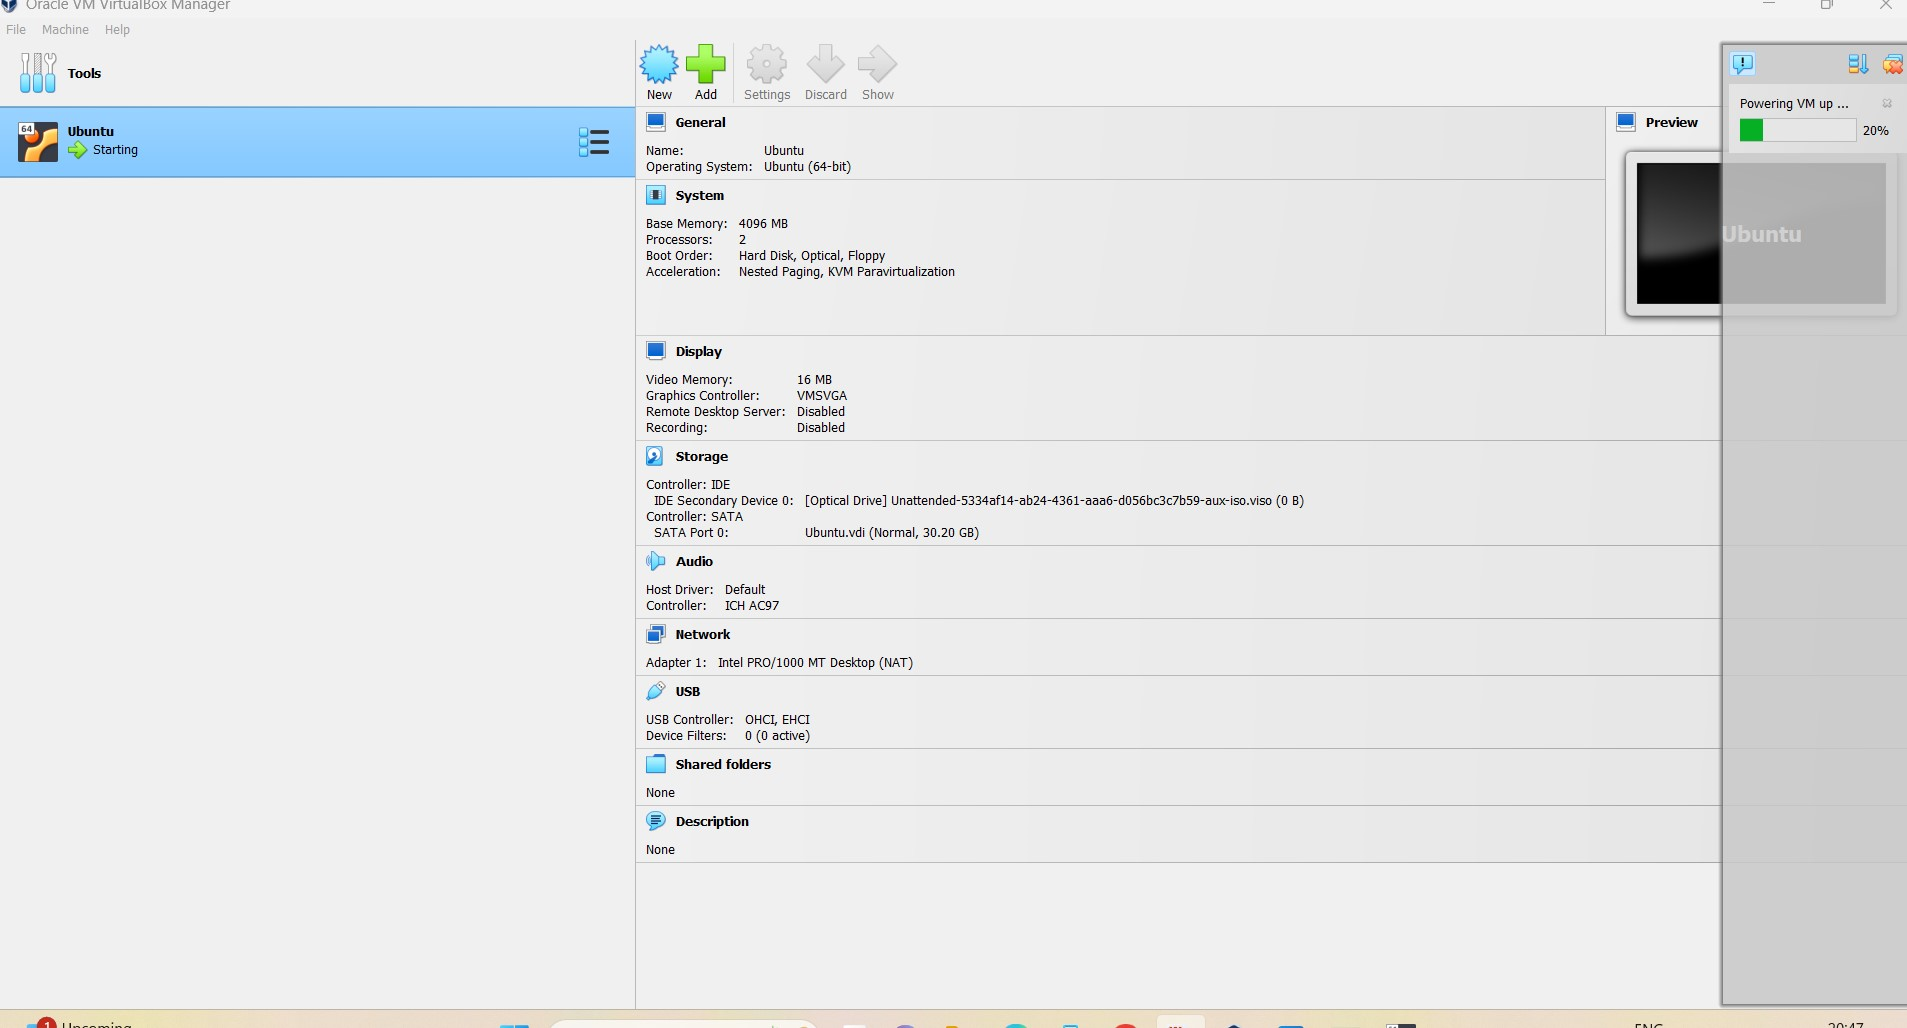 Oracle VM VirtualBox Manager
File Machine Help
Tools
64
Ubuntu
Starting
New Add Settings Discard Show
General
Name: Ubuntu
Operating System: Ubuntu (64-bit)
System
Base Memory: 4096 MB
Processors: 2
Boot Order: Hard Disk, Optical, Floppy
Acceleration: Nested Paging, KVM Paravirtualization
Preview
Ubuntu
Powering VM up ...
20%
Display
Video Memory: 16 MB
Graphics Controller: VMSVGA
Remote Desktop Server: Disabled
Recording: Disabled
Storage
Controller: IDE
IDE Secondary Device 0: [Optical Drive] Unattended-5334af14-ab24-4361-aaa6-d056bc3c7b59-aux-iso.viso (0 B)
Controller: SATA
SATA Port 0: Ubuntu.vdi (Normal, 30.20 GB)
Audio
Host Driver: Default
Controller: ICH AC97
Network
Adapter 1: Intel PRO/1000 MT Desktop (NAT)
USB
USB Controller: OHCI, EHCI
Device Filters: 0 (0 active)
Shared folders
None
Description
None
1 Upcoming
ENG 20:47